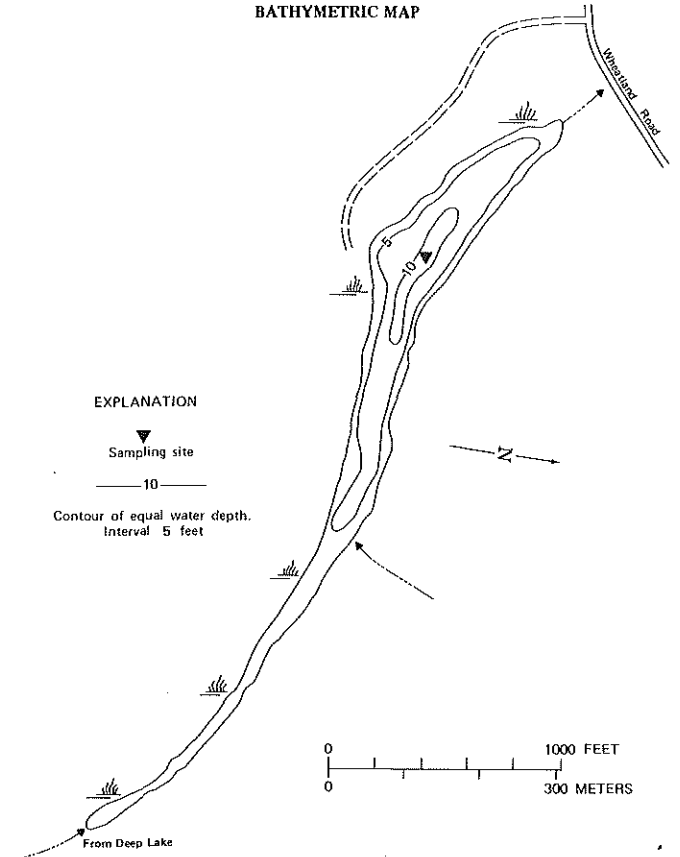 BATHYMETRIC MAP
Wheatland
Road
5
10
EXPLANATION
Sampling site
10
Contour of equal water depth.
Interval 5 feet
N
0
1000 FEET
0
300 METERS
From Deep Lake